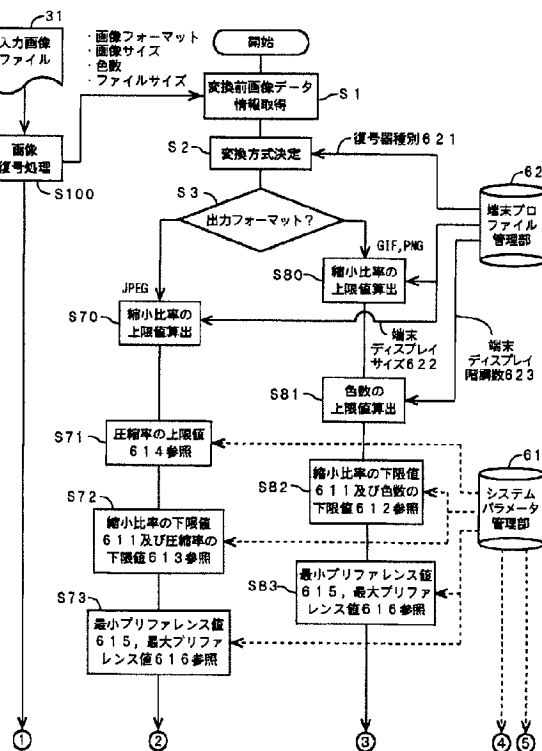 31
入力画像
ファイル
・画像フォーマット
・画像サイズ
・色数
・ファイルサイズ
開始
変換前画像データ
情報取得
S1
画像
復号処理
S100
S2
変換方式決定
復号器種別621
62
端末プロ
ファイル
管理部
S3
出力フォーマット?
GIF,PNG
JPEG
S80
縮小比率の
上限値算出
S70
縮小比率の
上限値算出
端末
ディスプレイ
サイズ622
端末
ディスプレイ
階調数623
S81
色数の
上限値算出
S71
圧縮率の上限値
614参照
61
システム
パラメータ
管理部
S82
縮小比率の下限値
611及び色数の
下限値612参照
S72
縮小比率の下限値
611及び圧縮率の
下限値613参照
S83
最小プリファレンス値
615,最大プリファ
レンス値616参照
S73
最小プリファレンス値
615,最大プリファ
レンス値616参照
①
②
③
④
⑤